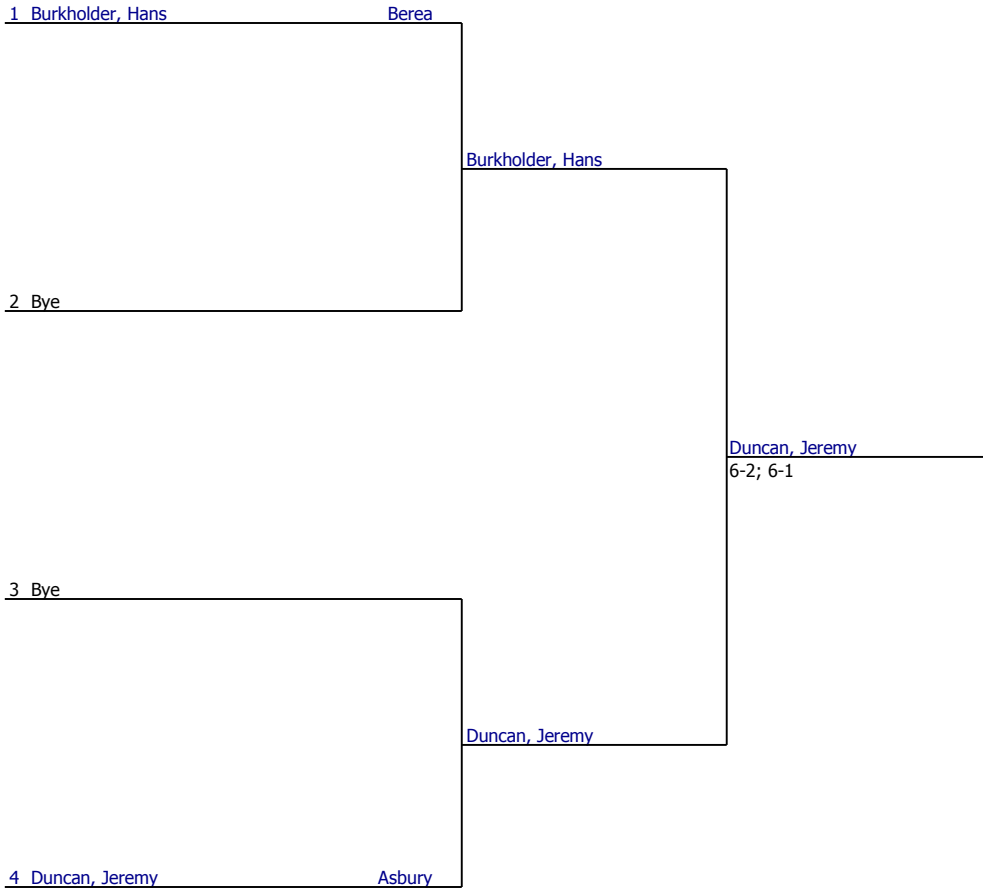 1 Burkholder, Hans Berea
Burkholder, Hans
2 Bye
Duncan, Jeremy
6-2; 6-1
3 Bye
Duncan, Jeremy
4 Duncan, Jeremy Asbury